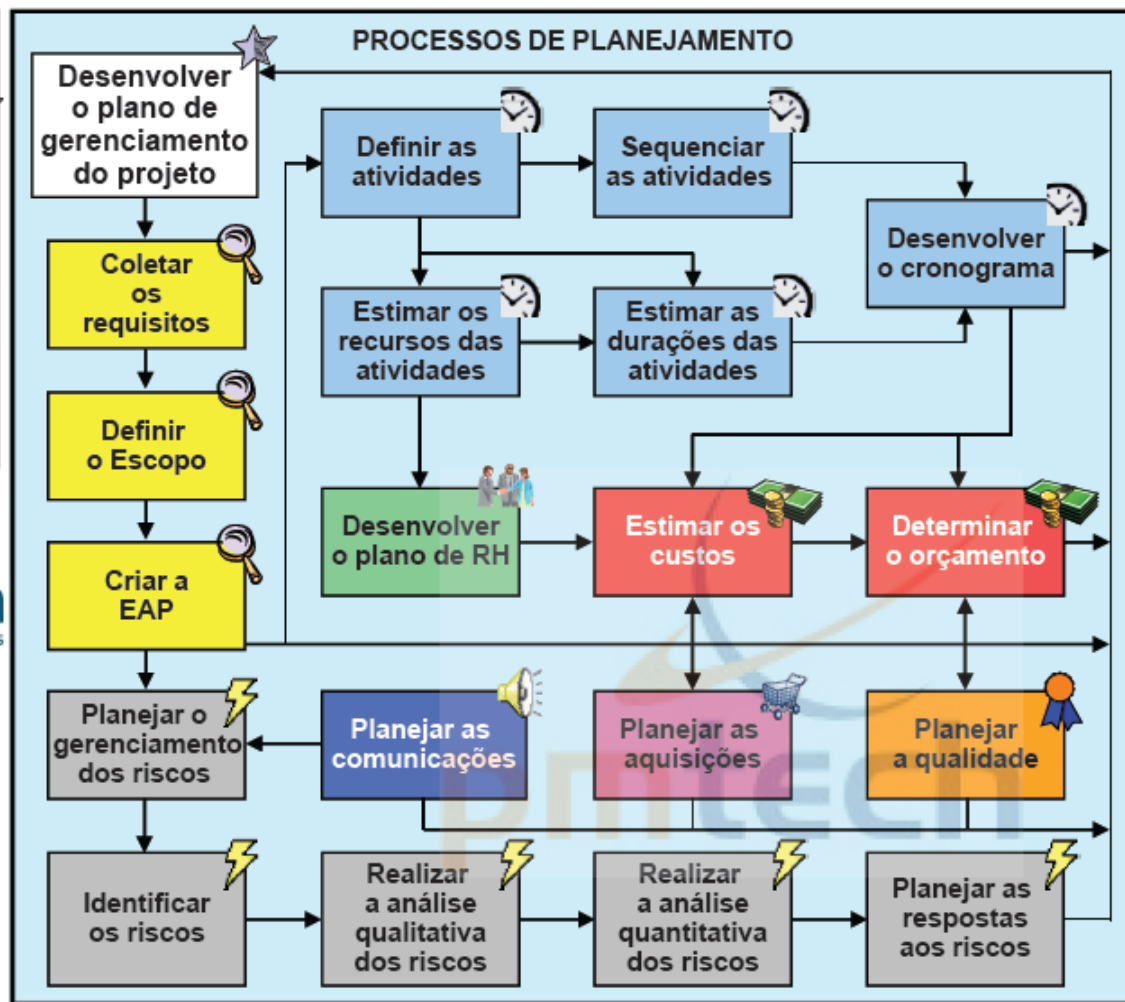 PROCESSOS DE PLANEJAMENTO
Desenvolver
o plano de
gerenciamento
do projeto
Coletar
os
requisitos
Definir
o Escopo
Criar a
EAP
Definir as
atividades
Sequenciar
as atividades
Desenvolver
o cronograma
Estimar os
recursos das
atividades
Estimar as
durações das
atividades
Desenvolver
o plano de RH
Estimar os
custos
Determinar
o orçamento
Planejar o
gerenciamento
dos riscos
Planejar as
comunicações
Planejar as
aquisições
Planejar
a qualidade
pmtech
Identificar
os riscos
Realizar
a análise
qualitativa
dos riscos
Realizar
a análise
quantitativa
dos riscos
Planejar as
respostas
aos riscos